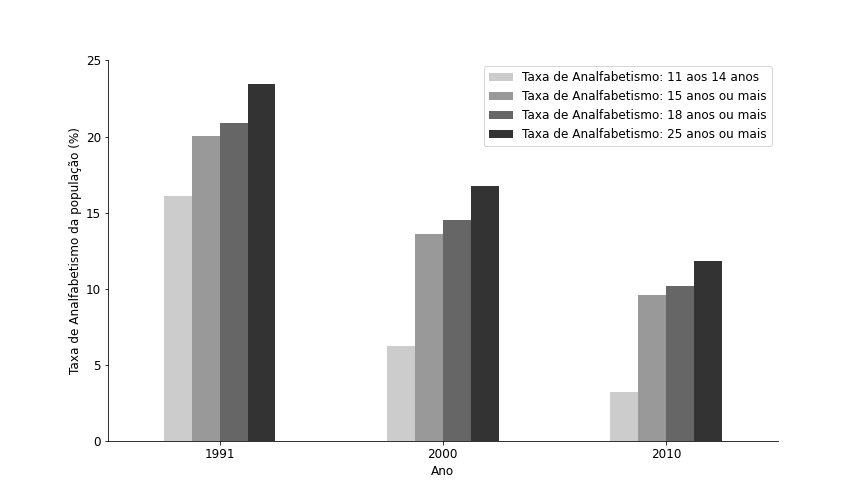 25
20
15
10
5
0
Taxa de Analfabetismo da população (%)
Taxa de Analfabetismo: 11 aos 14 anos
Taxa de Analfabetismo: 15 anos ou mais
Taxa de Analfabetismo: 18 anos ou mais
Taxa de Analfabetismo: 25 anos ou mais
1991
2000
2010
Ano